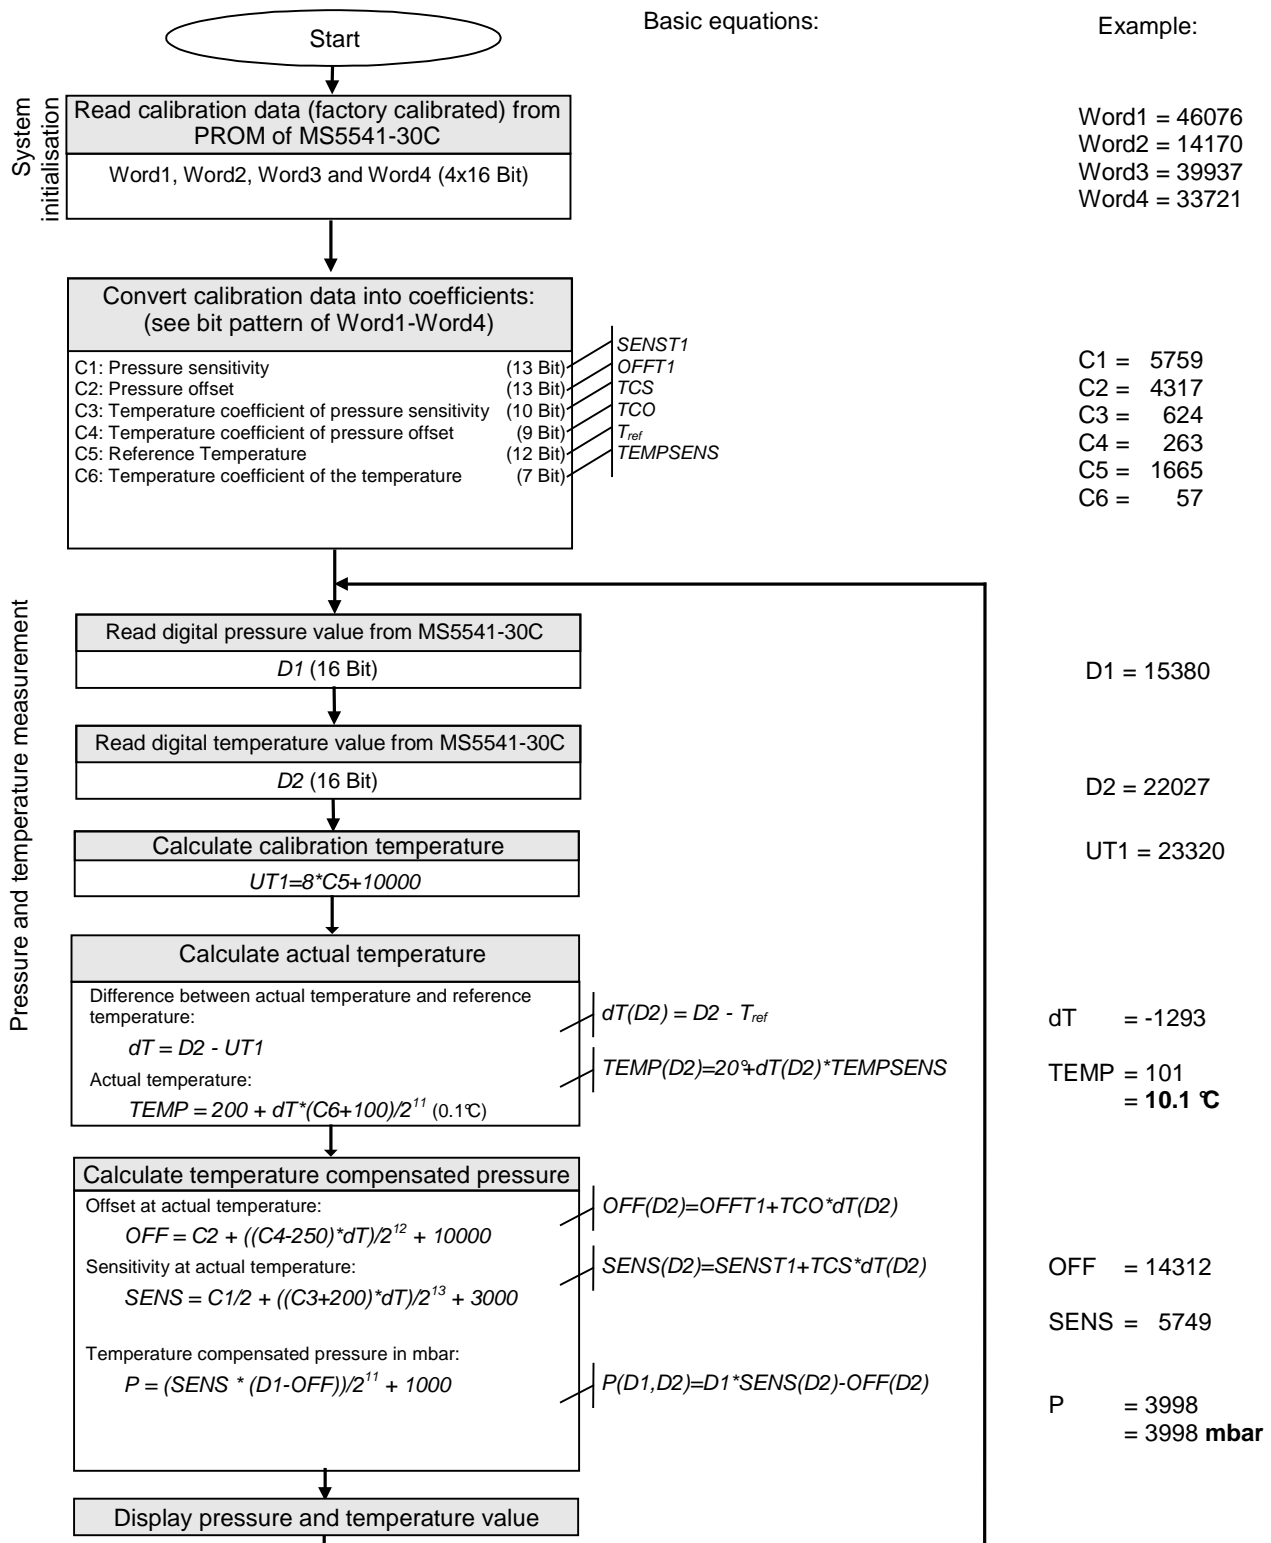 Basic equations:
Example:
Start
System
initialisation
Read calibration data (factory calibrated) from
PROM of MS5541-30C
Word1, Word2, Word3 and Word4 (4x16 Bit)
Word1 = 46076
Word2 = 14170
Word3 = 39937
Word4 = 33721
Convert calibration data into coefficients:
(see bit pattern of Word1-Word4)
C1: Pressure sensitivity (13 Bit) SENST1
C2: Pressure offset (13 Bit) OFFT1
C3: Temperature coefficient of pressure sensitivity (10 Bit) TCS
C4: Temperature coefficient of pressure offset (9 Bit) TCO
C5: Reference Temperature (12 Bit) Tref
C6: Temperature coefficient of the temperature (7 Bit) TEMPSENS
C1 = 5759
C2 = 4317
C3 = 624
C4 = 263
C5 = 1665
C6 = 57
Pressure and temperature measurement
Read digital pressure value from MS5541-30C
D1 (16 Bit)
D1 = 15380
Read digital temperature value from MS5541-30C
D2 (16 Bit)
D2 = 22027
Calculate calibration temperature
UT1=8*C5+10000
UT1 = 23320
Calculate actual temperature
Difference between actual temperature and reference
temperature:
dT = D2 - UT1
dT(D2) = D2 - Tref
dT = -1293
Actual temperature:
TEMP = 200 + dT*(C6+100)/2¹¹ (0.1°C)
TEMP(D2)=20°+dT(D2)*TEMPSENS
TEMP = 101
= 10.1 °C
Calculate temperature compensated pressure
Offset at actual temperature:
OFF = C2 + ((C4-250)*dT)/2¹² + 10000
OFF(D2)=OFFT1+TCO*dT(D2)
OFF = 14312
Sensitivity at actual temperature:
SENS = C1/2 + ((C3+200)*dT)/2¹³ + 3000
SENS(D2)=SENST1+TCS*dT(D2)
SENS = 5749
Temperature compensated pressure in mbar:
P = (SENS * (D1-OFF))/2¹¹ + 1000
P(D1,D2)=D1*SENS(D2)-OFF(D2)
P = 3998
= 3998 mbar
Display pressure and temperature value